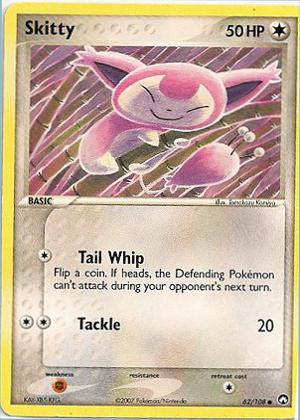 Skitty
50 HP
illus. Tomokazu Komiya
BASIC
Tail Whip
Flip a coin. If heads, the Defending Pokémon
can't attack during your opponent's next turn.
Tackle 20
weakness
resistance
retreat cost
©2007 Pokémon/Nintendo
62/108